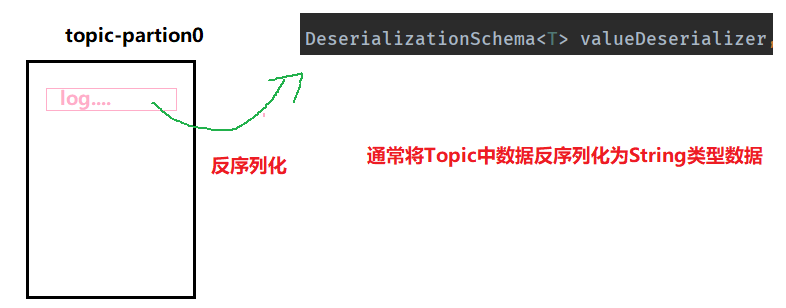 topic-partion0
DeserializationSchema<T> valueDeserializer,
log....
反序列化
通常将Topic中数据反序列化为String类型数据